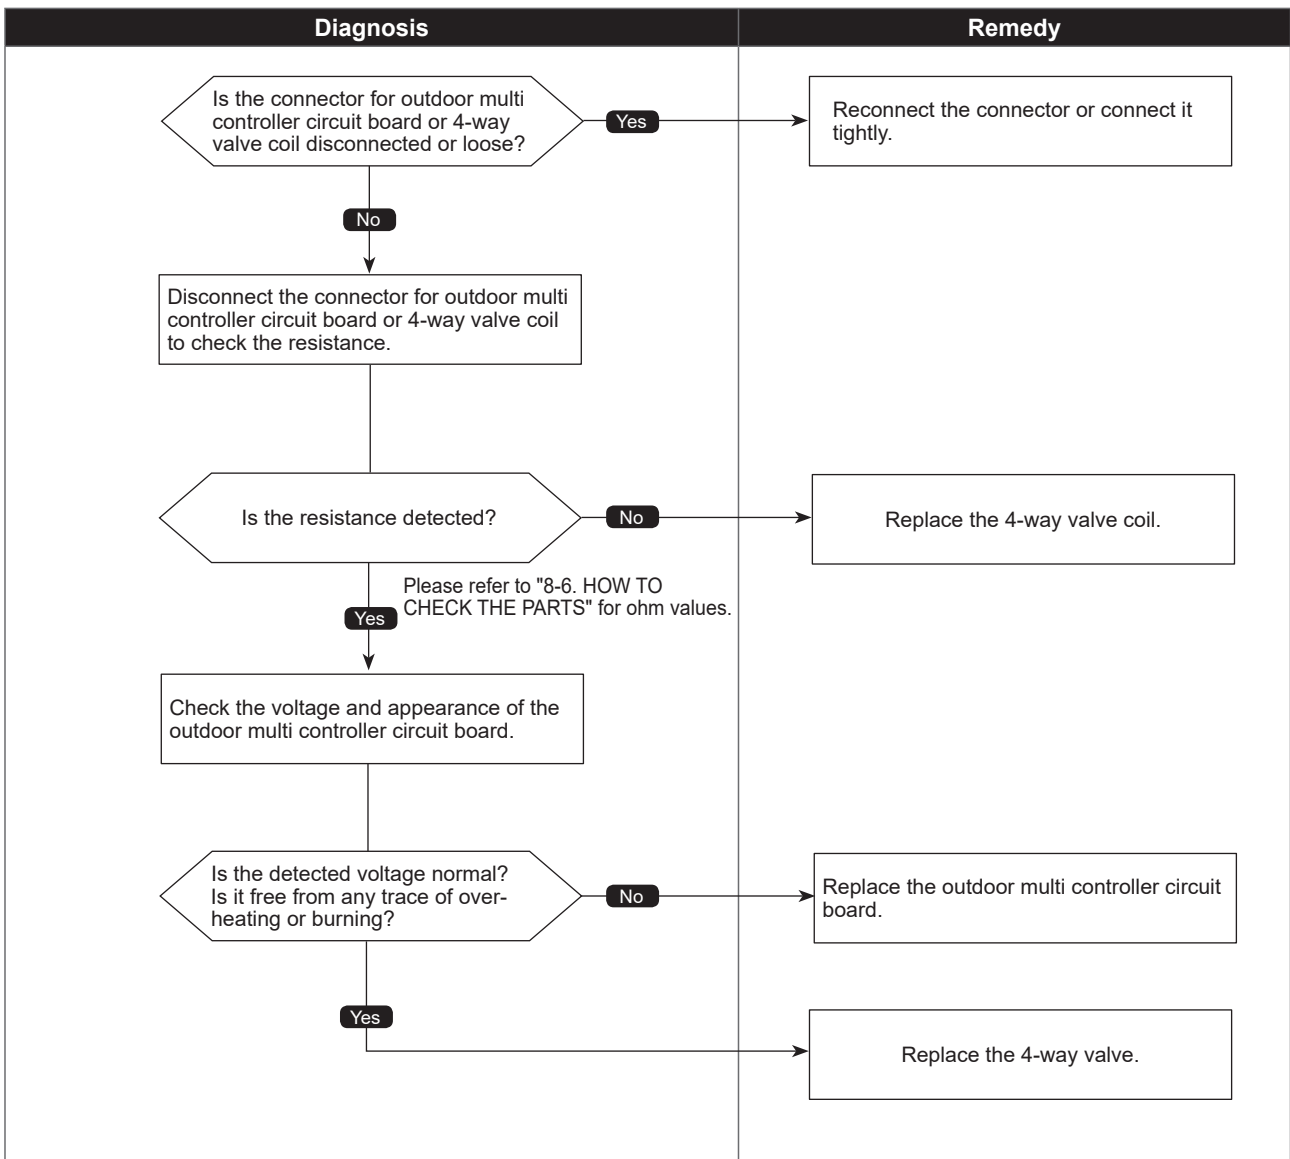 Diagnosis
Remedy
Is the connector for outdoor multi
controller circuit board or 4-way
valve coil disconnected or loose?
Yes
Reconnect the connector or connect it
tightly.
No
Disconnect the connector for outdoor multi
controller circuit board or 4-way valve coil
to check the resistance.
Is the resistance detected?
No
Replace the 4-way valve coil.
Please refer to "8-6. HOW TO
CHECK THE PARTS" for ohm values.
Yes
Check the voltage and appearance of the
outdoor multi controller circuit board.
Is the detected voltage normal?
Is it free from any trace of over-
heating or burning?
No
Replace the outdoor multi controller circuit
board.
Yes
Replace the 4-way valve.